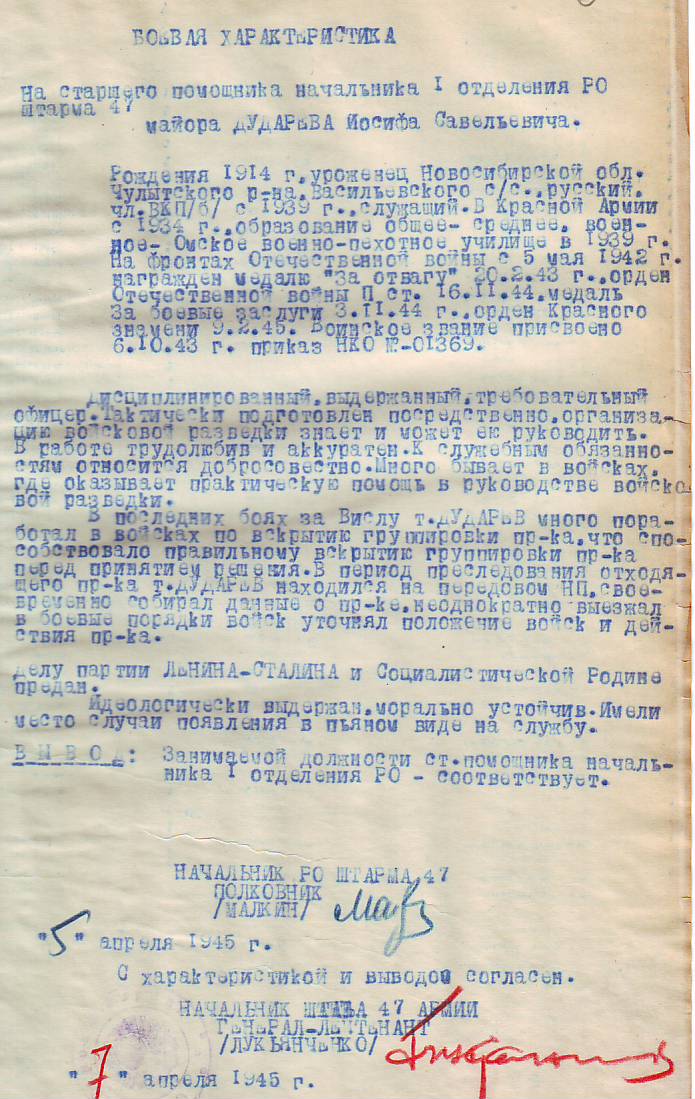 БОЕВАЯ ХАРАКТЕРИСТИКА
На старшего помощника начальника I отделения РО
штарма 47
майора ДУДАРЕВА Иосифа Савельевича.
Рождения 1914 г.уроженец Новосибирской обл.
Чулытского р-на.Васильевского с/с.,русский.
чл.ВКП/б/ с 1939 г.,служащий.В Красной Армии
с 1934 г.,образование общее- среднее, воен-
ное-.Омское военно-пехотное училище в 1939 г.
На фронтах Отечественной войны с 5 мая 1942 г.
награжден медалю "За отвагу" 20.2.43 г.,орден
Отечественной войны П.ст. 16.11.44.медаль
За боевые заслуги 3.11.44 г.,орден Красного
знамени 9.2.45. Воинское звание присвоено
6.10.43 г. приказ НКО №-01369.
Дисциплинированный,выдержанный,требовательный
офицер.Тактически подготовлен посредственно.организа-
цию войсковой разведки знает и может ею руководить.
В работе трудолюбив и аккуратен.К служебным обязанно-
стям относится добросовестно.Много бывает в войсках,
где оказывает практическую помощь в руководстве войско
вой разведки.
В последних боях за Вислу т.ДУДАРЕВ много пора-
ботал в войсках по вскрытию группировки пр-ка.что спо-
собствовало правильному вскрытию группировки пр-ка
перед принятием решения.В период преследования отходя-
щего пр-ка т.ДУДАРЕВ находился на передовом НП,свое-
временно собирал данные о пр-ке,неоднократно выезжал
в боевые порядки войск уточнял положение войск и дей-
ствия пр-ка.
Делу партии ЛЕНИНА-СТАЛИНА и Социалистической Родине
предан.
Идеологически выдержан,морально устойчив.Имели
место случаи появления в пьяном виде на службу.
ВЫВОД: Занимаемой должности ст.помощника началь-
ника I отделения РО - соответствует.
НАЧАЛЬНИК РО ШТАРМА 47
ПОЛКОВНИК
/МАЛКИН/
"5" апреля 1945 г.
С характеристикой и выводом согласен.
НАЧАЛЬНИК ШТАБА 47 АРМИИ
ГЕНЕРАЛ-ЛЕЙТЕНАНТ
/ЛУКЬЯНЧЕНКО/
"7" апреля 1945 г.